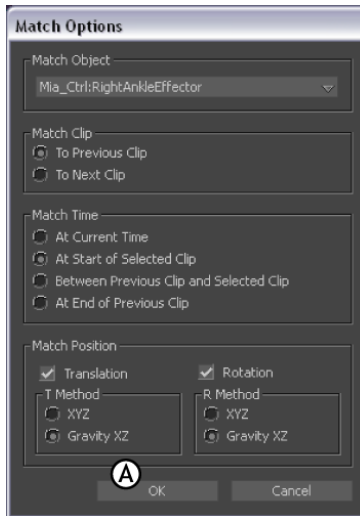 Match Options
Match Object
Mia_Ctrl:RightAnkleEffector
Match Clip
To Previous Clip
To Next Clip
Match Time
At Current Time
At Start of Selected Clip
Between Previous Clip and Selected Clip
At End of Previous Clip
Match Position
Translation Rotation
T Method R Method
XYZ XYZ
Gravity XZ Gravity XZ
A
OK Cancel